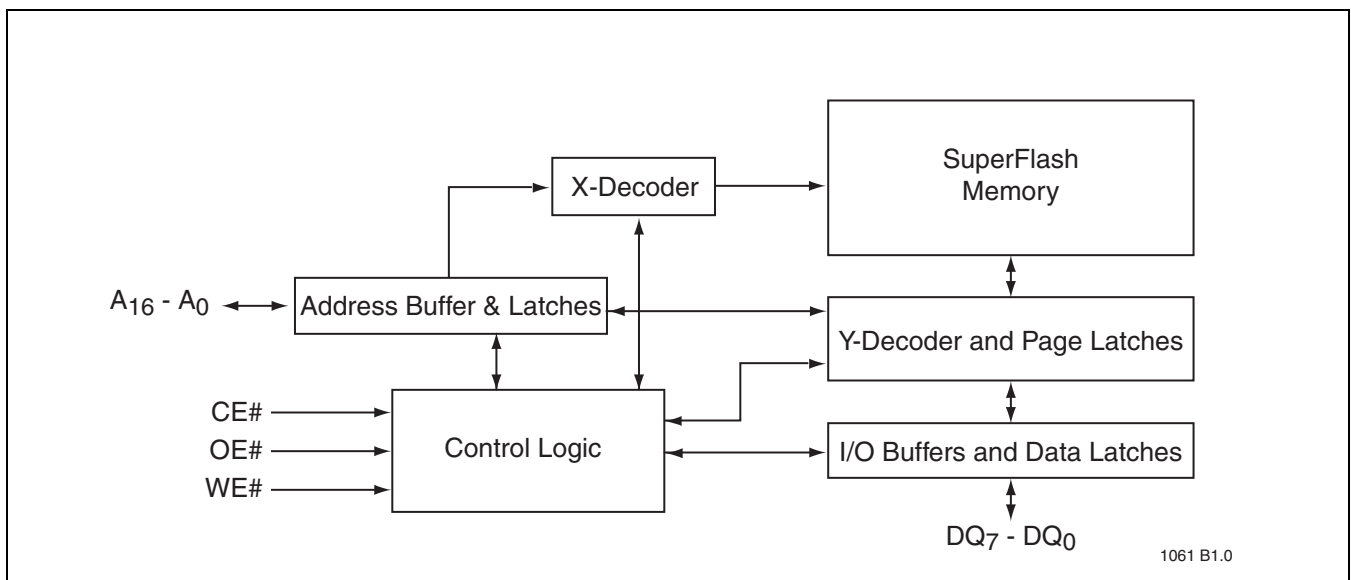 SuperFlash
Memory
X-Decoder
A16 - A0
Address Buffer & Latches
Y-Decoder and Page Latches
CE#
OE#
WE#
Control Logic
I/O Buffers and Data Latches
DQ7 - DQ0
1061 B1.0